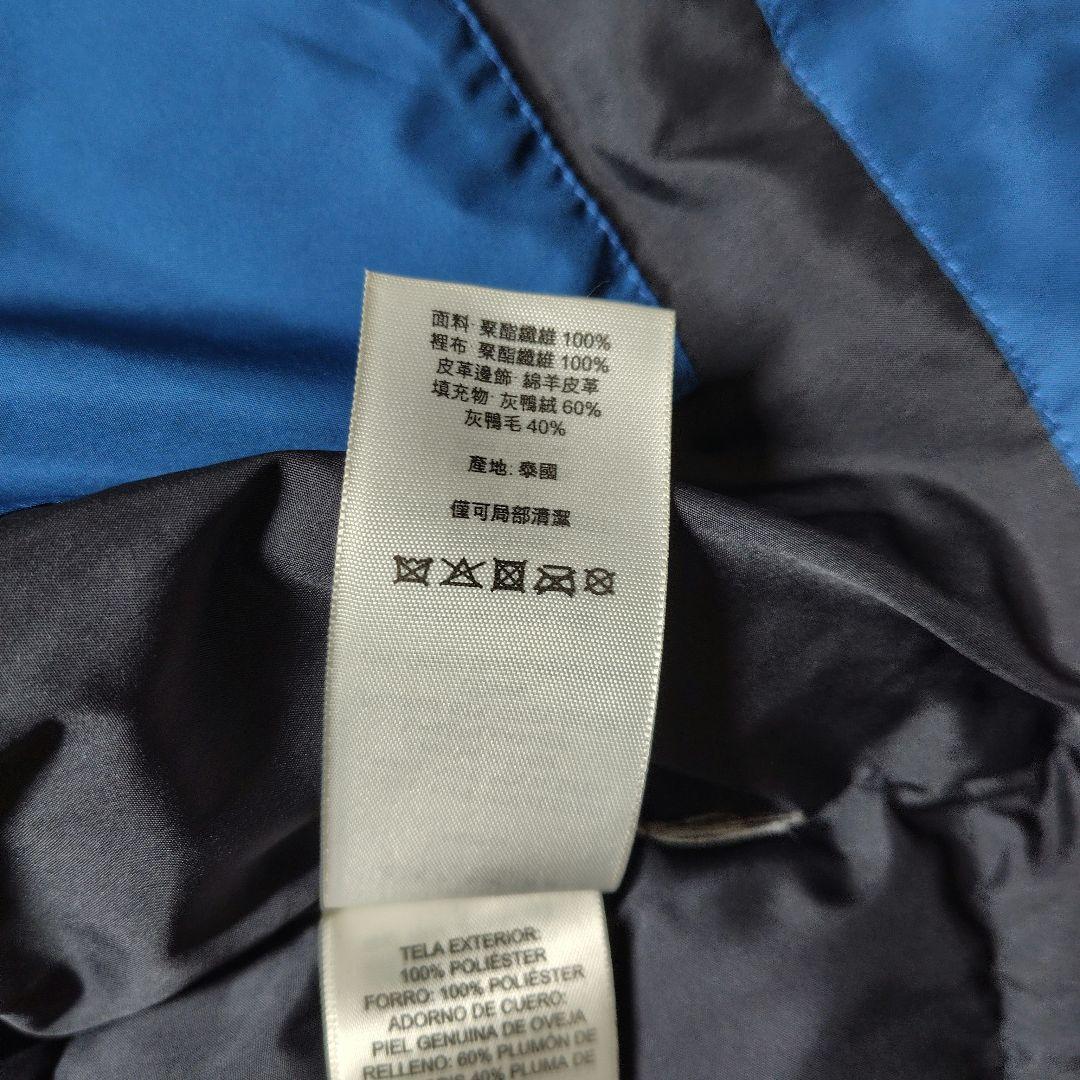 面料: 聚酯纖維 100%
裡布 聚酯纖維 100%
皮革邊飾: 綿羊皮革
填充物: 灰鴨絨 60%
灰鴨毛 40%
產地: 泰國
僅可局部清潔
TELA EXTERIOR:
100% POLIÉSTER
FORRO: 100% POLIÉSTER
ADORNO DE CUERO:
PIEL GENUINA DE OVEJA
RELLENO: 60% PLUMÓN DE
40% PLUMA DE